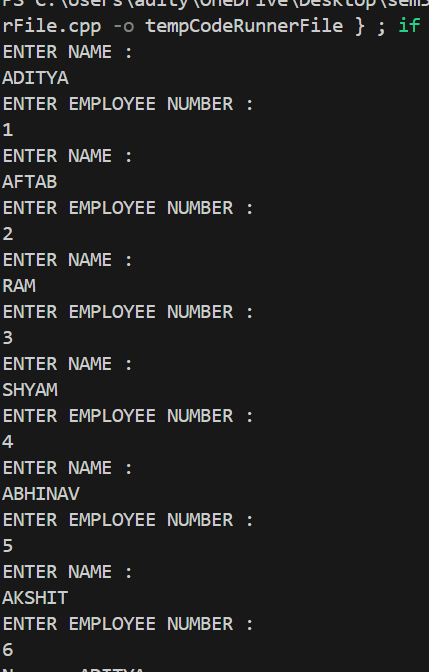 PS C:\Users\adity\OneDrive\Desktop\sem3
rFile.cpp -o tempCodeRunnerFile } ; if
ENTER NAME :
ADITYA
ENTER EMPLOYEE NUMBER :
1
ENTER NAME :
AFTAB
ENTER EMPLOYEE NUMBER :
2
ENTER NAME :
RAM
ENTER EMPLOYEE NUMBER :
3
ENTER NAME :
SHYAM
ENTER EMPLOYEE NUMBER :
4
ENTER NAME :
ABHINAV
ENTER EMPLOYEE NUMBER :
5
ENTER NAME :
AKSHIT
ENTER EMPLOYEE NUMBER :
6